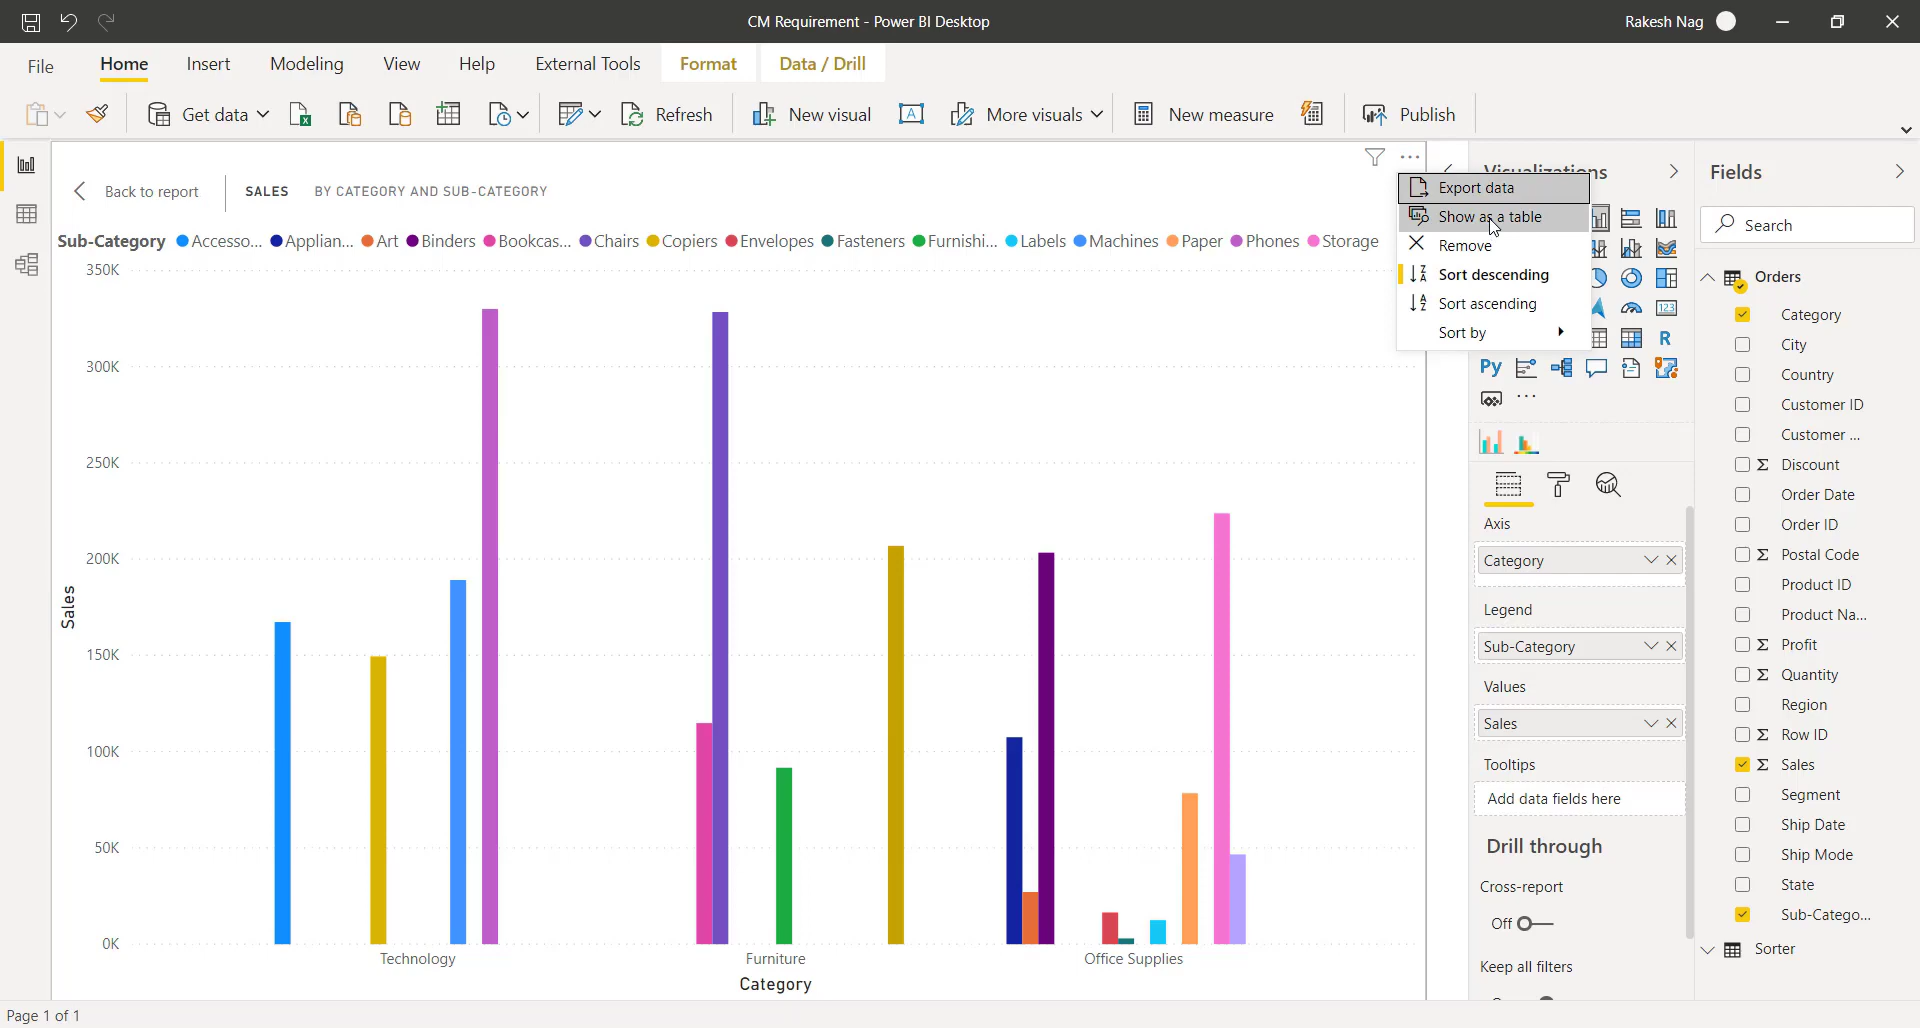 CM Requirement - Power BI Desktop
Rakesh Nag
File Home Insert Modeling View Help External Tools Format Data / Drill
Get data Refresh New visual More visuals New measure Publish
Back to report SALES BY CATEGORY AND SUB-CATEGORY
Sub-Category Accesso... Applian... Art Binders Bookcas... Chairs Copiers Envelopes Fasteners Furnishi... Labels Machines Paper Phones Storage
350K
300K
250K
200K
150K
100K
50K
0K
Sales
Technology Furniture Office Supplies
Category
Export data
Show as a table
Remove
Sort descending
Sort ascending
Sort by
Visualizations
123
R
Py
Axis
Category
Legend
Sub-Category
Values
Sales
Tooltips
Add data fields here
Drill through
Cross-report
Off
Keep all filters
Fields
Search
Orders
Category
City
Country
Customer ID
Customer ...
Σ Discount
Order Date
Order ID
Σ Postal Code
Product ID
Product Na...
Σ Profit
Σ Quantity
Region
Σ Row ID
Σ Sales
Segment
Ship Date
Ship Mode
State
Sub-Catego...
Sorter
Page 1 of 1